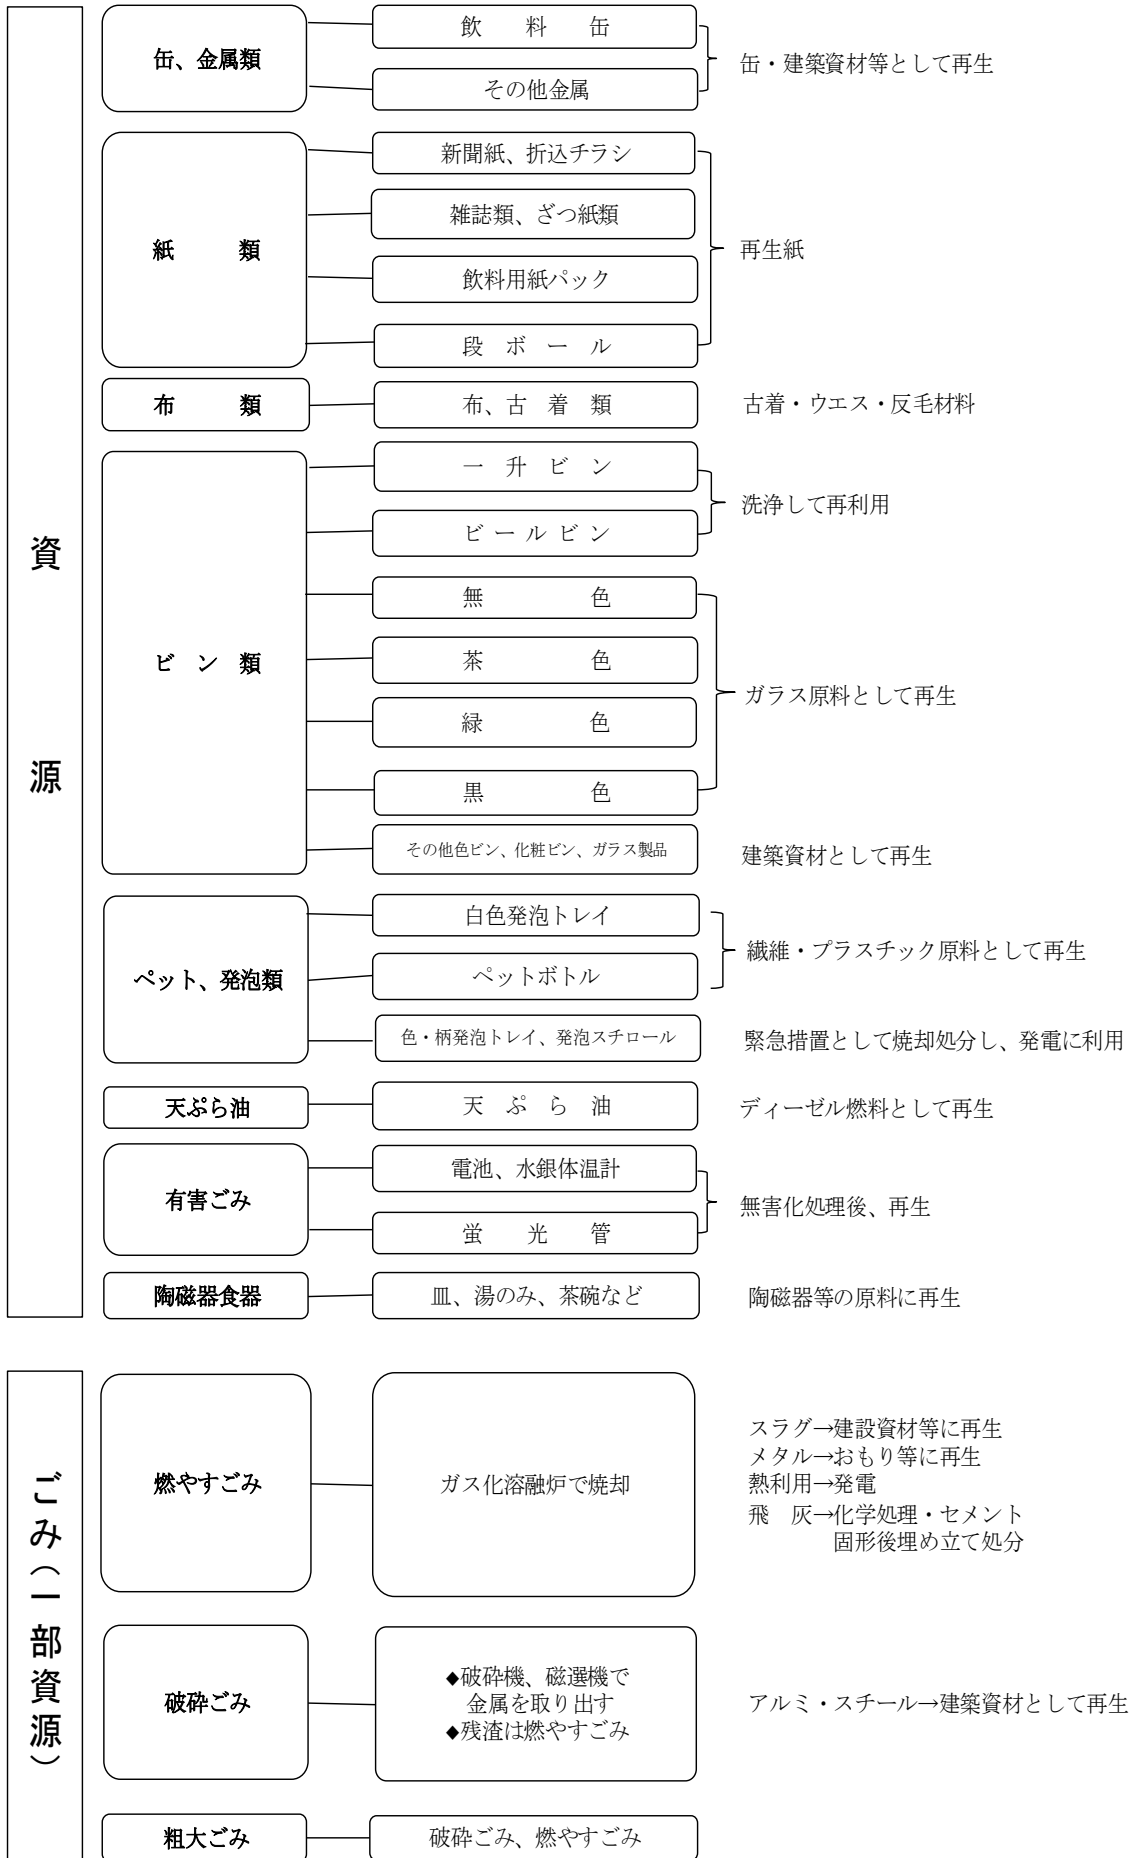 資源
缶、金属類
飲料缶
その他金属
缶・建築資材等として再生
紙類
新聞紙、折込チラシ
雑誌類、ざつ紙類
飲料用紙パック
段ボール
再生紙
布類
布、古着類
古着・ウエス・反毛材料
ビン類
一升ビン
ビールビン
洗浄して再利用
無色
茶色
緑色
黒色
ガラス原料として再生
その他色ビン、化粧ビン、ガラス製品
建築資材として再生
ペット、発泡類
白色発泡トレイ
ペットボトル
繊維・プラスチック原料として再生
色・柄発泡トレイ、発泡スチロール
緊急措置として焼却処分し、発電に利用
天ぷら油
天ぷら油
ディーゼル燃料として再生
有害ごみ
電池、水銀体温計
蛍光管
無害化処理後、再生
陶磁器食器
皿、湯のみ、茶碗など
陶磁器等の原料に再生
ごみ（一部資源）
燃やすごみ
ガス化溶融炉で焼却
スラグ→建設資材等に再生
メタル→おもり等に再生
熱利用→発電
飛　灰→化学処理・セメント
固形後埋め立て処分
破砕ごみ
◆破砕機、磁選機で
金属を取り出す
◆残渣は燃やすごみ
アルミ・スチール→建築資材として再生
粗大ごみ
破砕ごみ、燃やすごみ